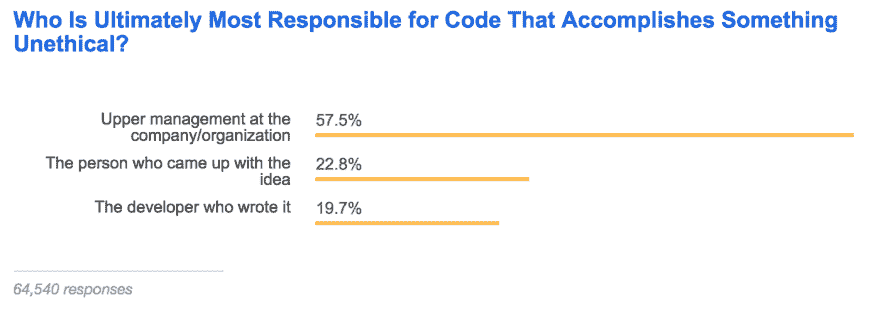 Who Is Ultimately Most Responsible for Code That Accomplishes Something
Unethical?
Upper management at the
company/organization
57.5%
The person who came up with the
idea
22.8%
The developer who wrote it
19.7%
64,540 responses